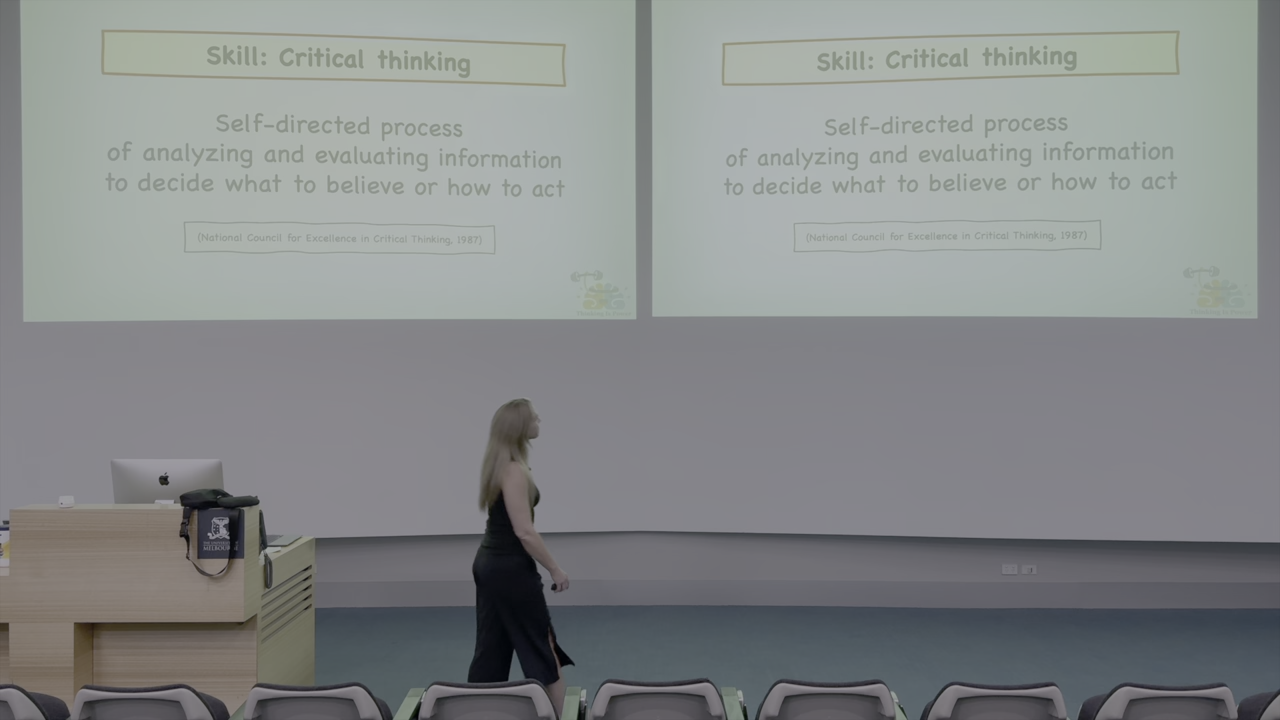 Skill: Critical thinking
Self-directed process
of analyzing and evaluating information
to decide what to believe or how to act
(National Council for Excellence in Critical Thinking, 1987)
Skill: Critical thinking
Self-directed process
of analyzing and evaluating information
to decide what to believe or how to act
(National Council for Excellence in Critical Thinking, 1987)
MELBOURNE